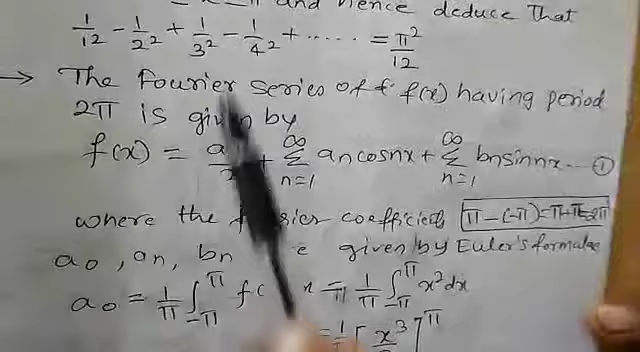 and hence deduce that
1/1² - 1/2² + 1/3² - 1/4² + ...... = π²/12
→ The Fourier series of f f(x) having period
2π is given by
f(x) = a + ∞ Σ n=1 an cosnx + ∞ Σ n=1 bn sinnx ... ①
where the coefficients π-(-π)=π+π=2π
a₀, an, bn given by Euler's formulae
a₀ = 1/π ∫ -π π f( = 1/π ∫ -π π x² dx
= 1/π [ x³ ] π